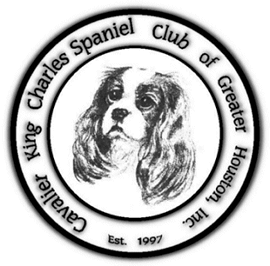 Cavalier King Charles Spaniel Club of Greater Houston, Inc.
Est. 1997